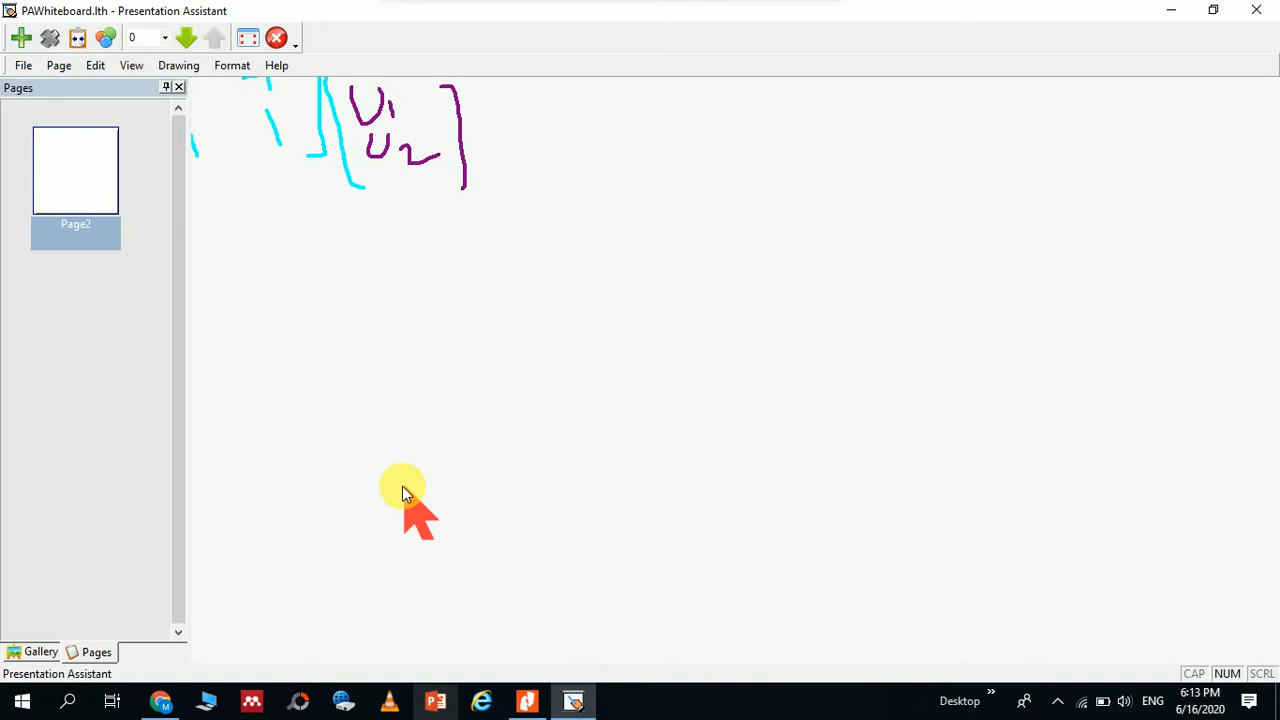 PAWhiteboard.lth - Presentation Assistant
0
File Page Edit View Drawing Format Help
Pages
U1
U2
Page2
Gallery Pages
Presentation Assistant
CAP NUM SCRL
Desktop » ENG
6:13 PM
6/16/2020